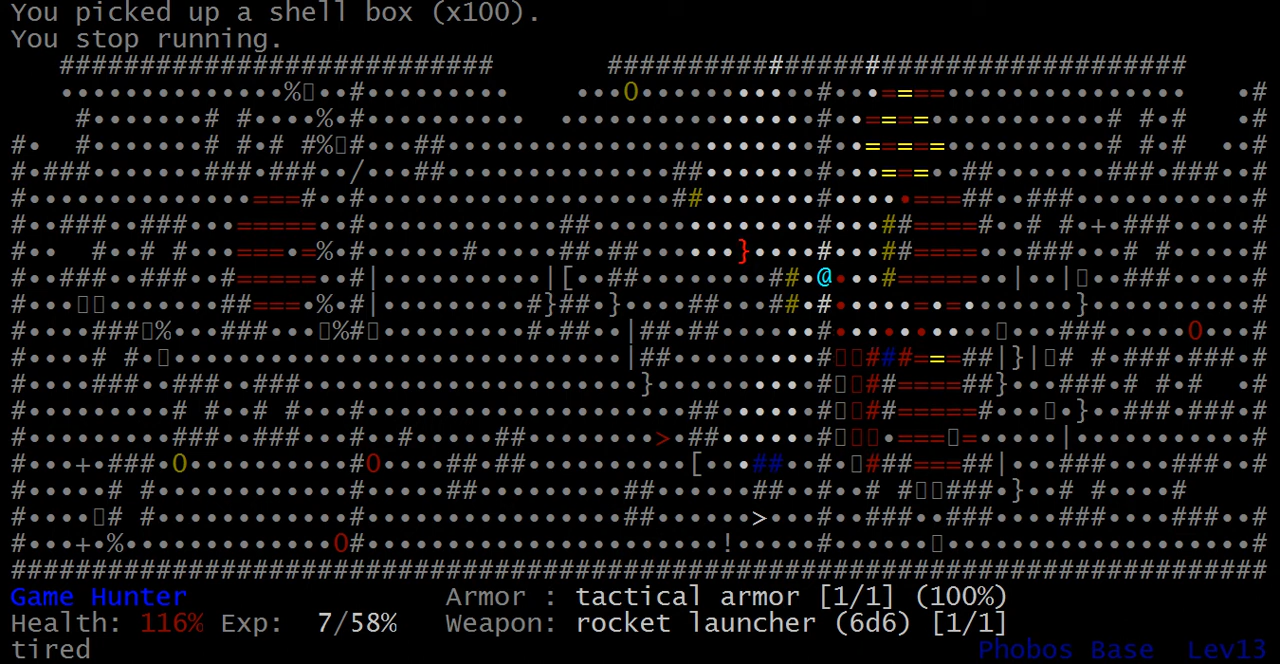 You picked up a shell box (x100).
You stop running.
Game Hunter Armor : tactical armor [1/1] (100%)
Health: 116% Exp: 7/58% Weapon: rocket launcher (6d6) [1/1]
tired Phobos Base Lev13